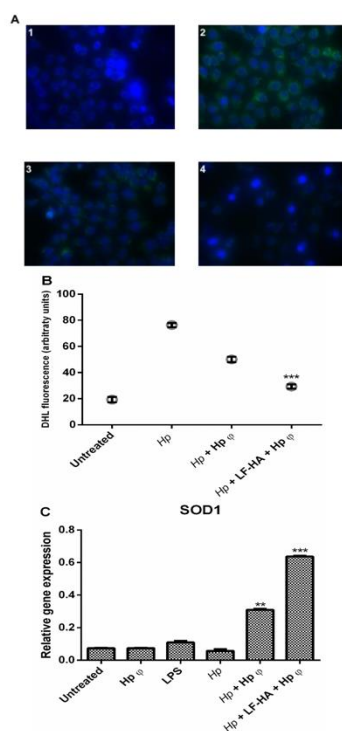 A
1
2
3
4
B
DHL fluorescence (arbitraty units)
100
80
60
40
20
0
***
Untreated
Hp
Hp + Hp φ
Hp + LF-HA + Hp φ
C
SOD1
Relative gene expression
0.8
0.6
0.4
0.2
0.0
**
***
Untreated
Hp φ
LPS
Hp
Hp + Hp φ
Hp + LF-HA + Hp φ